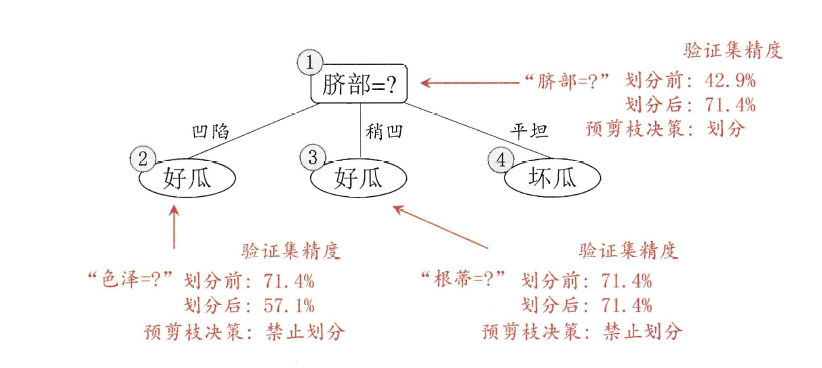 验证集精度
① 脐部=?
“脐部=?” 划分前: 42.9%
划分后: 71.4%
预剪枝决策: 划分
凹陷 稍凹 平坦
② 好瓜
③ 好瓜
④ 坏瓜
验证集精度
“色泽=?” 划分前: 71.4%
划分后: 57.1%
预剪枝决策: 禁止划分
验证集精度
“根蒂=?” 划分前: 71.4%
划分后: 71.4%
预剪枝决策: 禁止划分